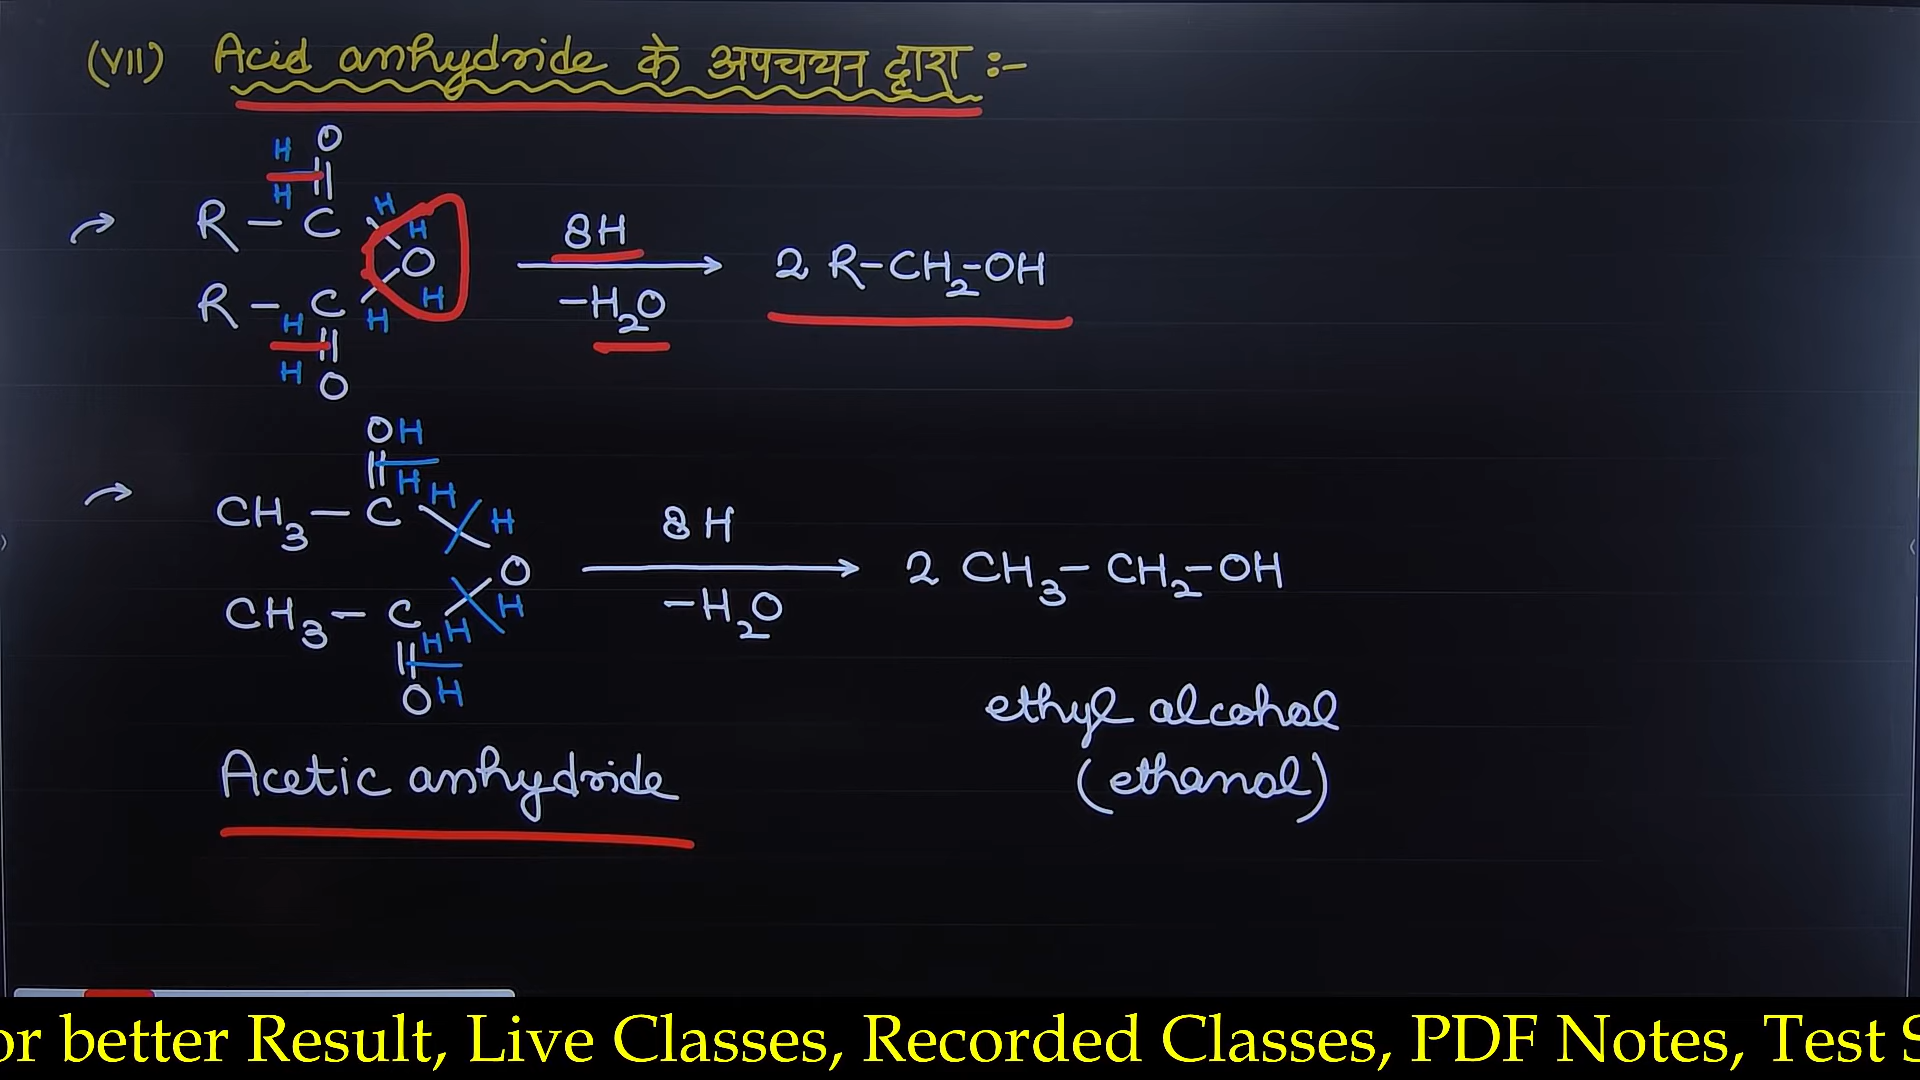 (VII) Acid anhydride के अपचयन द्वारा :-
O
H
H
R - C
H
H
O
R - C
H
H
H
H
O
8H
-H2O
2 R-CH2-OH
OH
H H
CH3 - C
H
O
H
CH3 - C
H H
OH
8H
-H2O
2 CH3 - CH2 - OH
ethyl alcohol
(ethanol)
Acetic anhydride
or better Result, Live Classes, Recorded Classes, PDF Notes, Test S